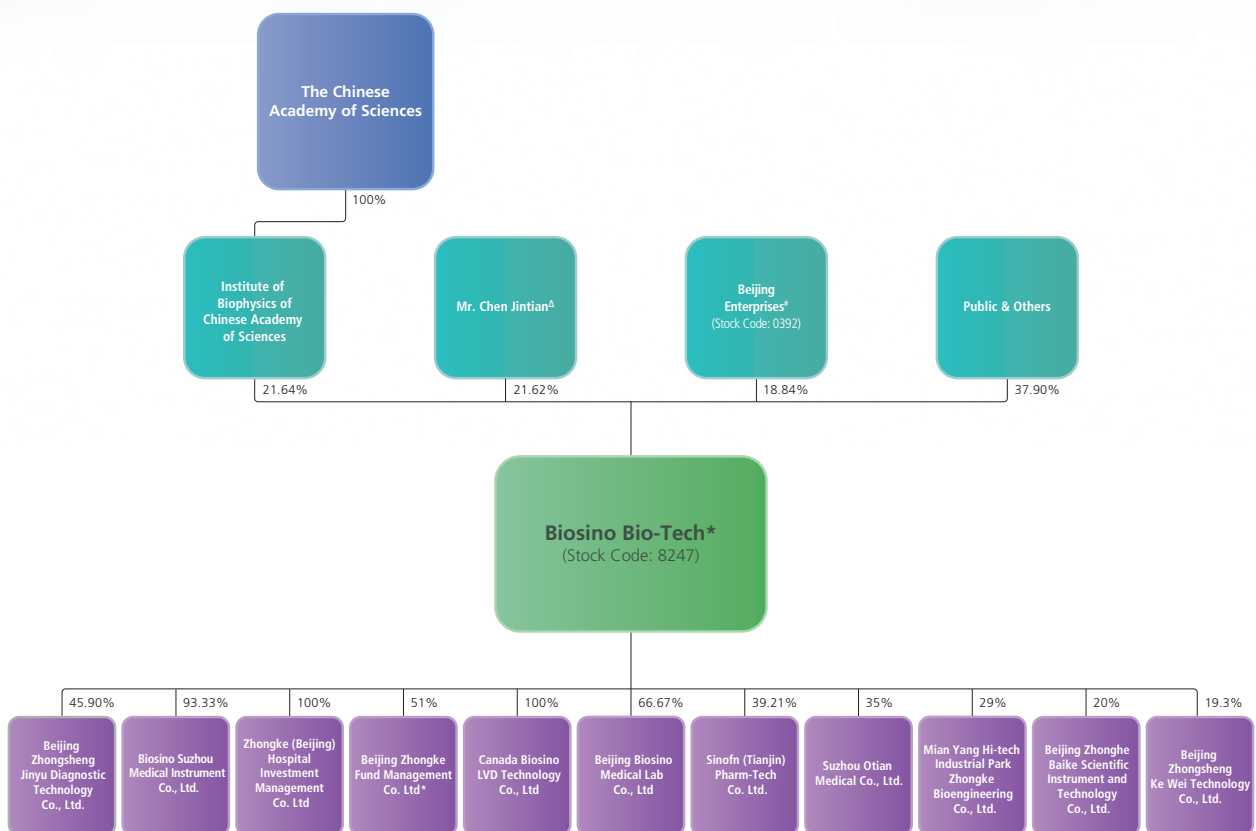 The Chinese
Academy of Sciences
100%
Institute of
Biophysics of
Chinese Academy
of Sciences
Mr. Chen Jintian∆
Beijing
Enterprises#
(Stock Code: 0392)
Public & Others
21.64%
21.62%
18.84%
37.90%
Biosino Bio-Tech*
(Stock Code: 8247)
45.90%
93.33%
100%
51%
100%
66.67%
39.21%
35%
29%
20%
19.3%
Beijing
Zhongsheng
Jinyu Diagnostic
Technology
Co., Ltd.
Biosino Suzhou
Medical Instrument
Co., Ltd.
Zhongke (Beijing)
Hospital
Investment
Management
Co. Ltd
Beijing Zhongke
Fund Management
Co. Ltd*
Canada Biosino
LVD Technology
Co., Ltd
Beijing Biosino
Medical Lab
Co., Ltd
Sinofn (Tianjin)
Pharm-Tech
Co. Ltd.
Suzhou Otian
Medical Co., Ltd.
Mian Yang Hi-tech
Industrial Park
Zhongke
Bioengineering
Co., Ltd.
Beijing Zhonghe
Baike Scientific
Instrument and
Technology
Co., Ltd.
Beijing
Zhongsheng
Ke Wei Technology
Co., Ltd.